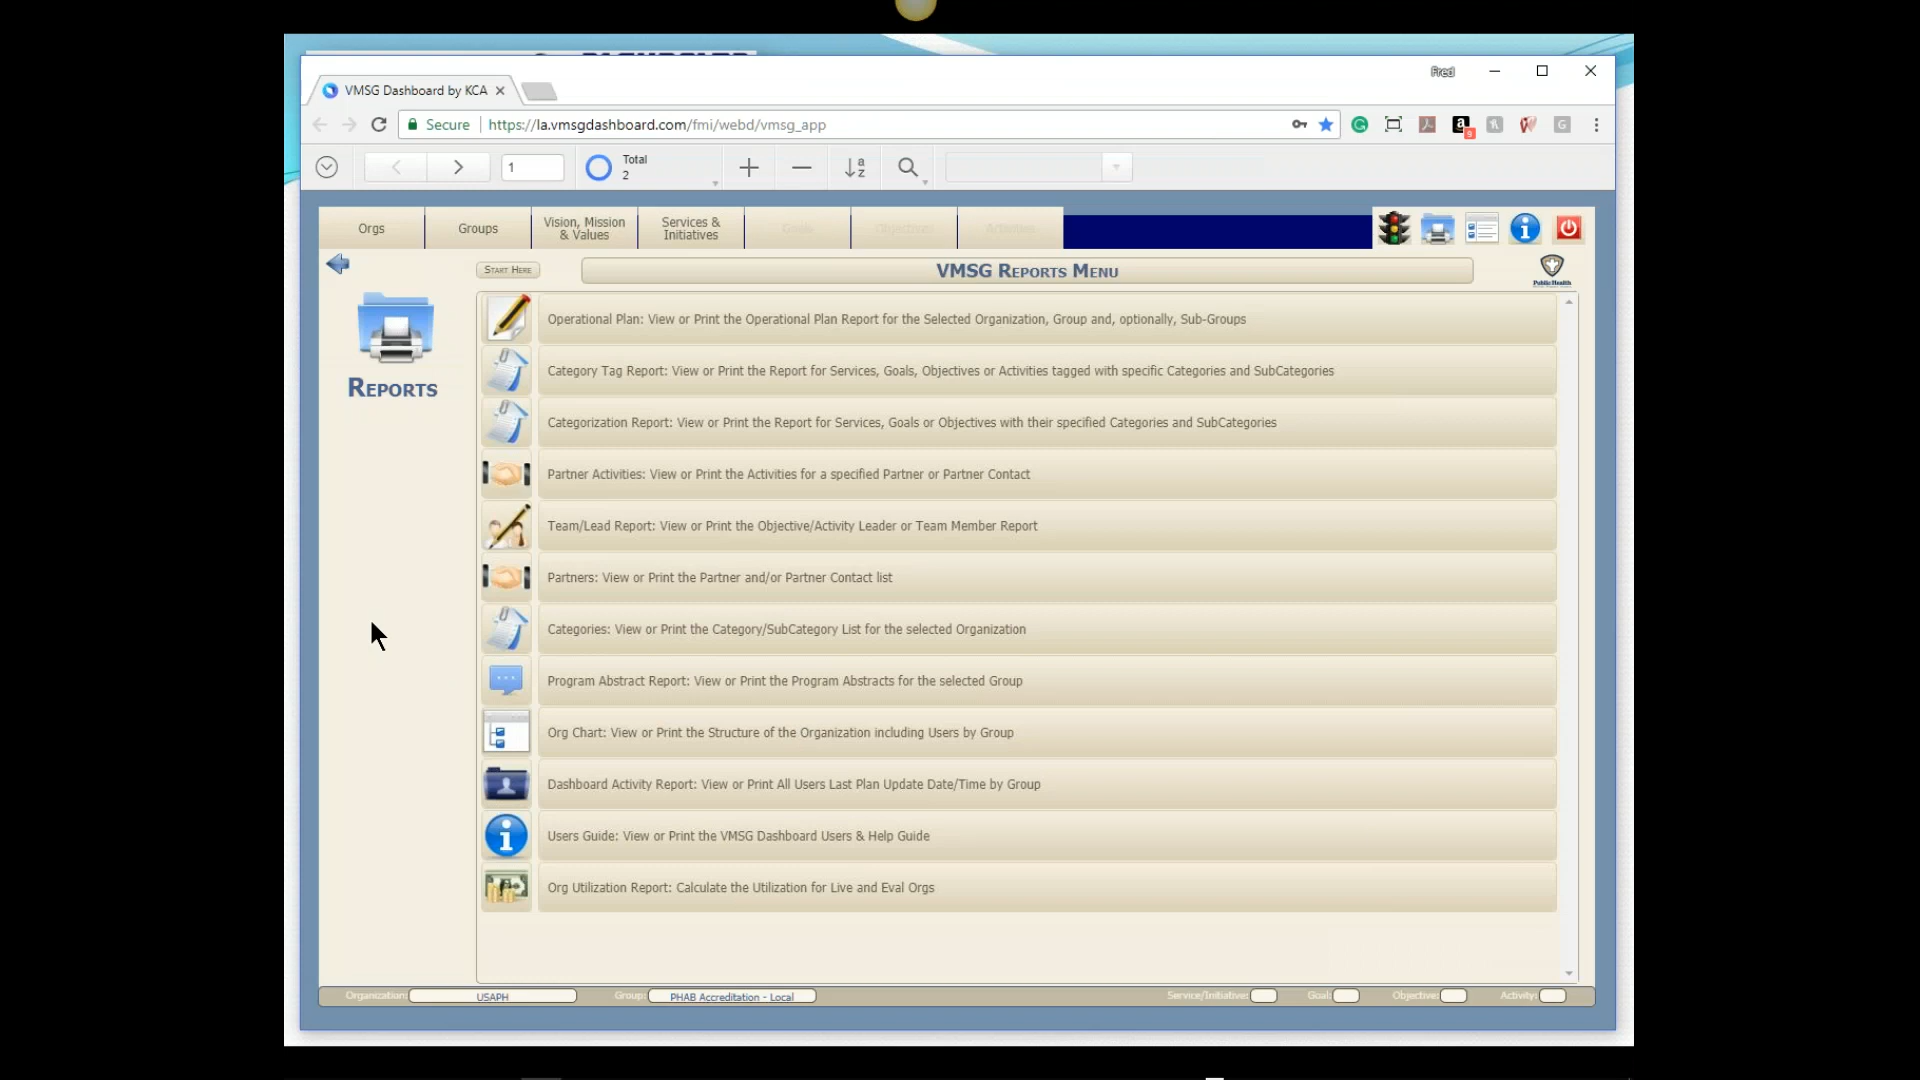 Fred
VMSG Dashboard by KCA
Secure
https://la.vmsgdashboard.com/fmi/webd/vmsg_app
1
Total
2
Orgs
Groups
Vision, Mission
& Values
Services &
Initiatives
Goals
Objectives
Activities
START HERE
VMSG REPORTS MENU
PublicHealth
REPORTS
Operational Plan: View or Print the Operational Plan Report for the Selected Organization, Group and, optionally, Sub-Groups
Category Tag Report: View or Print the Report for Services, Goals, Objectives or Activities tagged with specific Categories and SubCategories
Categorization Report: View or Print the Report for Services, Goals or Objectives with their specified Categories and SubCategories
Partner Activities: View or Print the Activities for a specified Partner or Partner Contact
Team/Lead Report: View or Print the Objective/Activity Leader or Team Member Report
Partners: View or Print the Partner and/or Partner Contact list
Categories: View or Print the Category/SubCategory List for the selected Organization
Program Abstract Report: View or Print the Program Abstracts for the selected Group
Org Chart: View or Print the Structure of the Organization including Users by Group
Dashboard Activity Report: View or Print All Users Last Plan Update Date/Time by Group
Users Guide: View or Print the VMSG Dashboard Users & Help Guide
Org Utilization Report: Calculate the Utilization for Live and Eval Orgs
Organization: USAPH
Group: PHAB Accreditation - Local
Service/Initiative:
Goal:
Objective:
Activity: